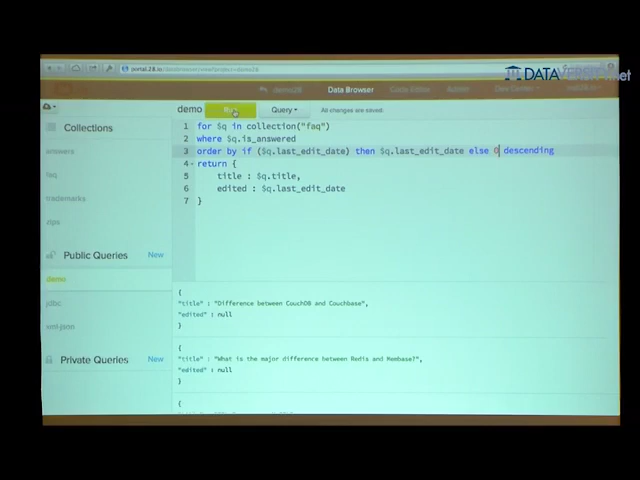 DATAVERSITY.net
Data Browser
Code Editor
demo
Run
Query
All changes are saved.
Collections
answers
faq
trademarks
zips
Public Queries New
demo
jdbc
xml-json
Private Queries New
1 for $q in collection("faq")
2 where $q.is_answered
3 order by if ($q.last_edit_date) then $q.last_edit_date else 0 descending
4 return {
5 title : $q.title,
6 edited : $q.last_edit_date
7 }
{
"title" : "Difference between CouchDB and Couchbase",
"edited" : null
}
{
"title" : "What is the major difference between Redis and Membase?",
"edited" : null
}
{